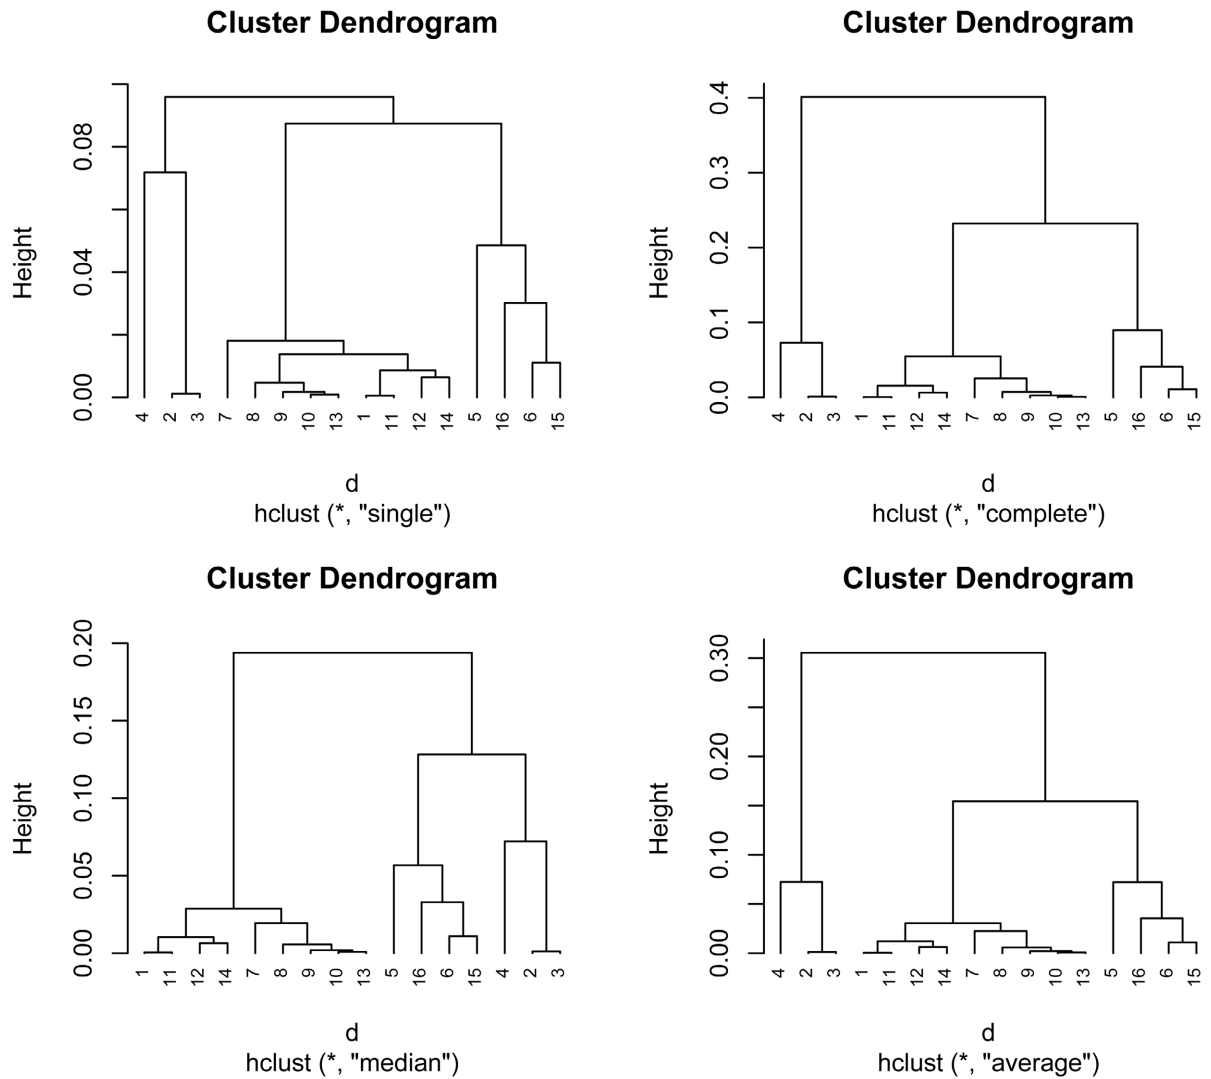 Cluster Dendrogram
Height
0.00 0.04 0.08
4 2 3 7 8 9 10 13 1 11 12 14 5 16 6 15
d
hclust (*, "single")
Cluster Dendrogram
Height
0.0 0.1 0.2 0.3 0.4
4 2 3 1 11 12 14 7 8 9 10 13 5 16 6 15
d
hclust (*, "complete")
Cluster Dendrogram
Height
0.00 0.05 0.10 0.15 0.20
1 11 12 14 7 8 9 10 13 5 16 6 15 4 2 3
d
hclust (*, "median")
Cluster Dendrogram
Height
0.00 0.10 0.20 0.30
4 2 3 1 11 12 14 7 8 9 10 13 5 16 6 15
d
hclust (*, "average")